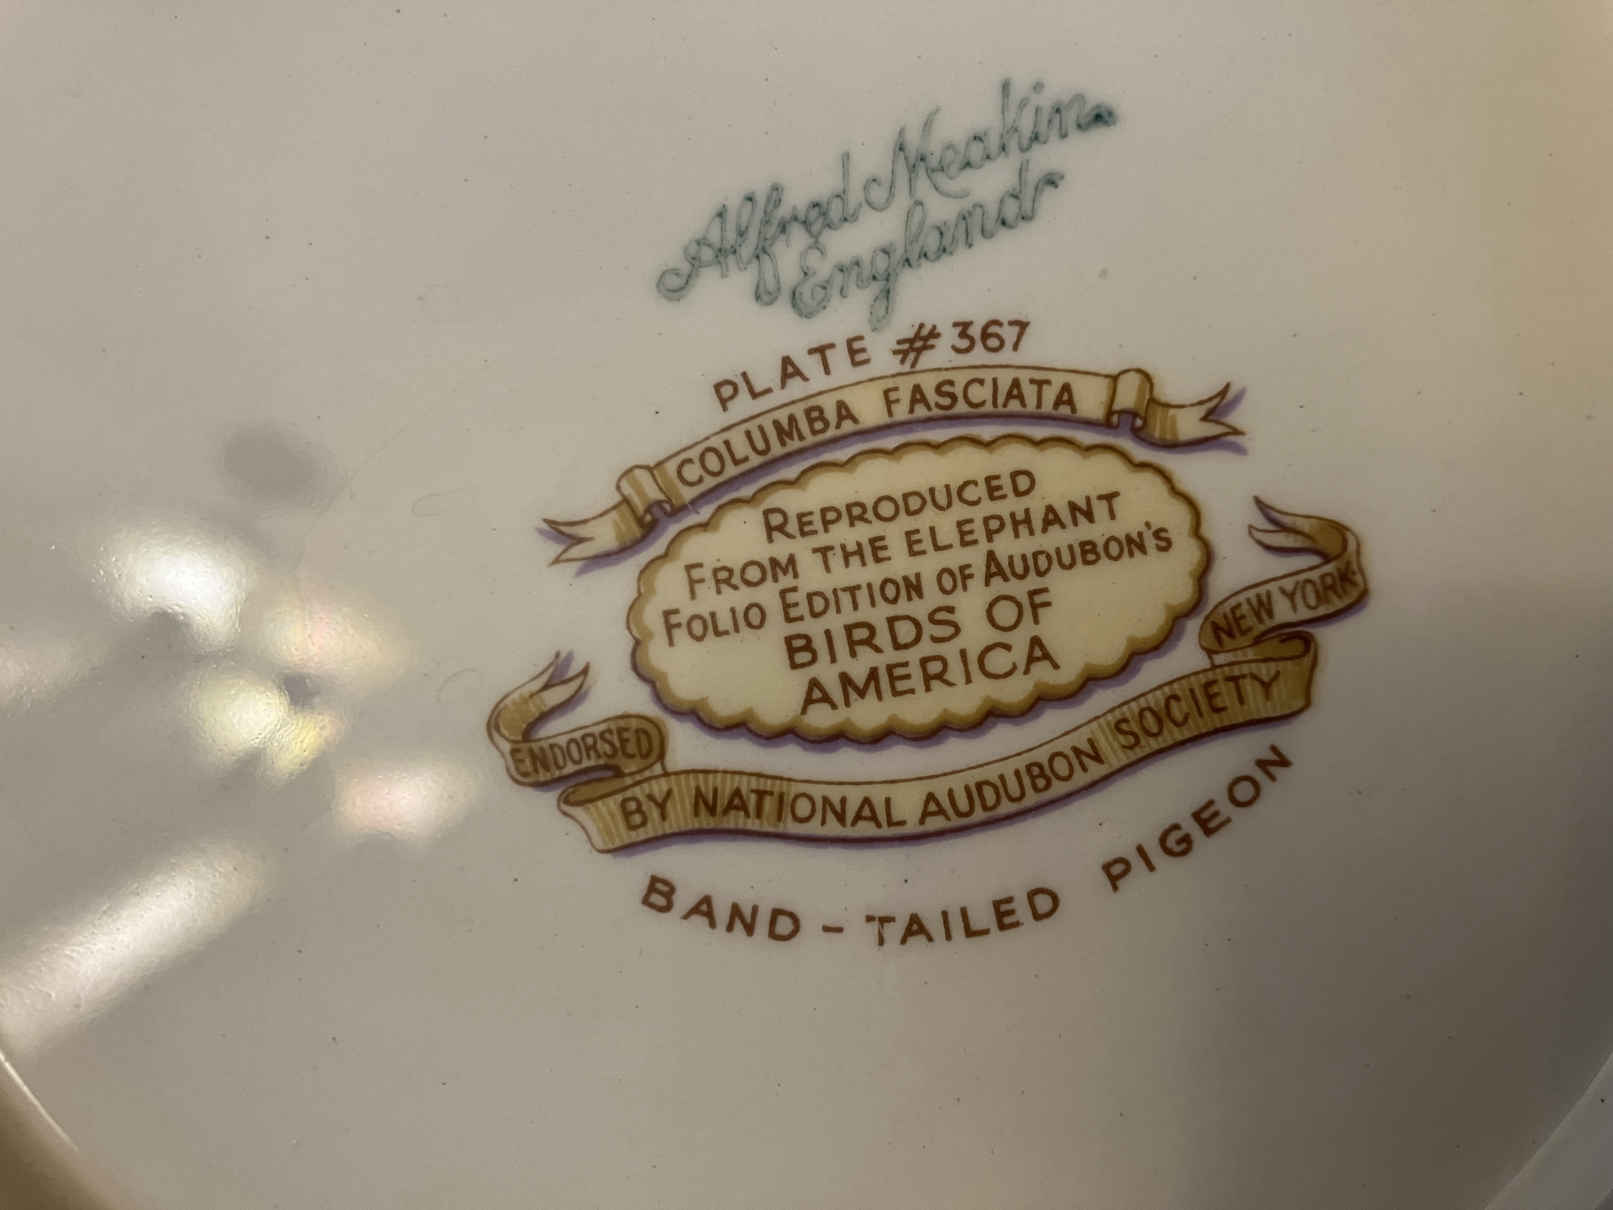 Alfred Meakin
England
PLATE #367
COLUMBA FASCIATA
REPRODUCED
FROM THE ELEPHANT
FOLIO EDITION OF AUDUBON'S
BIRDS OF
AMERICA
ENDORSED
BY NATIONAL AUDUBON SOCIETY
NEW YORK
BAND-TAILED PIGEON